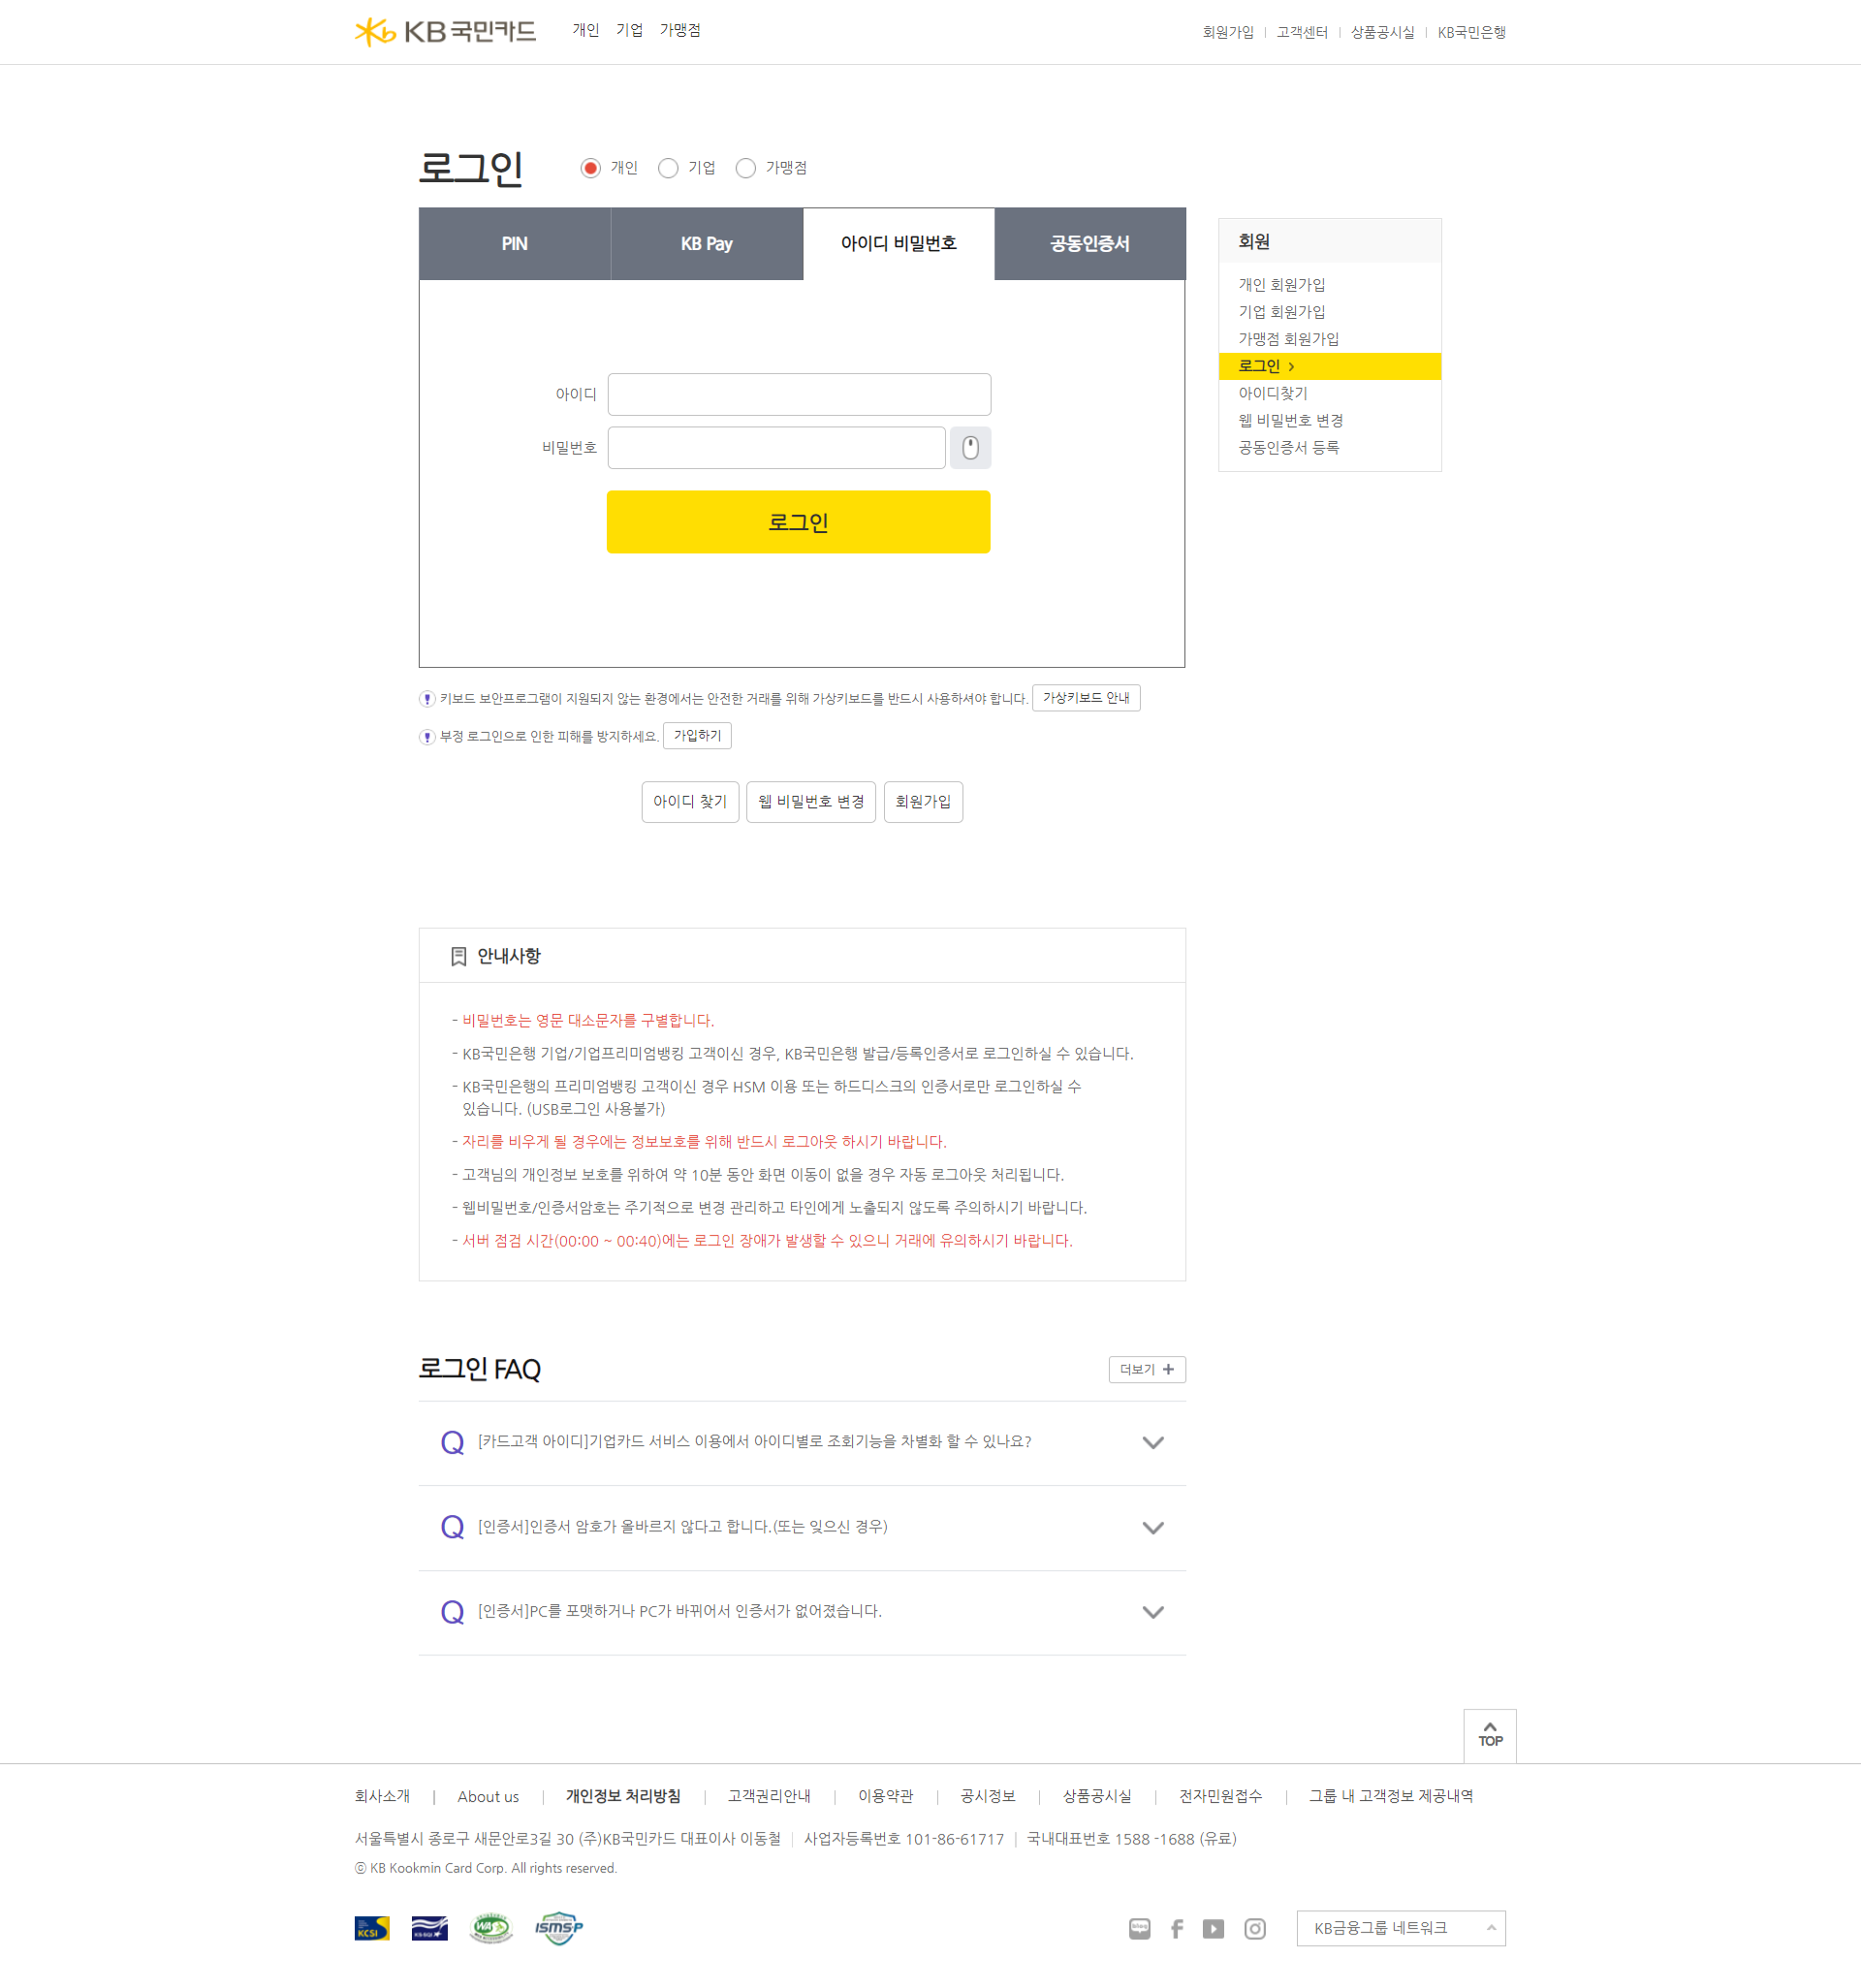 KB 국민카드
개인 기업 가맹점
회원가입 고객센터 상품공시실 KB국민은행
로그인
개인 기업 가맹점
PIN KB Pay 아이디 비밀번호 공동인증서
아이디
비밀번호
로그인
회원
개인 회원가입
기업 회원가입
가맹점 회원가입
로그인
아이디찾기
웹 비밀번호 변경
공동인증서 등록
키보드 보안프로그램이 지원되지 않는 환경에서는 안전한 거래를 위해 가상키보드를 반드시 사용하셔야 합니다. 가상키보드 안내
부정 로그인으로 인한 피해를 방지하세요. 가입하기
아이디 찾기 웹 비밀번호 변경 회원가입
안내사항
- 비밀번호는 영문 대소문자를 구별합니다.
- KB국민은행 기업/기업프리미엄뱅킹 고객이신 경우, KB국민은행 발급/등록인증서로 로그인하실 수 있습니다.
- KB국민은행의 프리미엄뱅킹 고객이신 경우 HSM 이용 또는 하드디스크의 인증서로만 로그인하실 수
있습니다. (USB로그인 사용불가)
- 자리를 비우게 될 경우에는 정보보호를 위해 반드시 로그아웃 하시기 바랍니다.
- 고객님의 개인정보 보호를 위하여 약 10분 동안 화면 이동이 없을 경우 자동 로그아웃 처리됩니다.
- 웹비밀번호/인증서암호는 주기적으로 변경 관리하고 타인에게 노출되지 않도록 주의하시기 바랍니다.
- 서버 점검 시간(00:00 ~ 00:40)에는 로그인 장애가 발생할 수 있으니 거래에 유의하시기 바랍니다.
로그인 FAQ 더보기
Q [카드고객 아이디]기업카드 서비스 이용에서 아이디별로 조회기능을 차별화 할 수 있나요?
Q [인증서]인증서 암호가 올바르지 않다고 합니다.(또는 잊으신 경우)
Q [인증서]PC를 포맷하거나 PC가 바뀌어서 인증서가 없어졌습니다.
TOP
회사소개 About us 개인정보 처리방침 고객권리안내 이용약관 공시정보 상품공시실 전자민원접수 그룹 내 고객정보 제공내역
서울특별시 종로구 새문안로3길 30 (주)KB국민카드 대표이사 이동철 사업자등록번호 101-86-61717 국내대표번호 1588 -1688 (유료)
ⓒ KB Kookmin Card Corp. All rights reserved.
KCSI KS-SQI WA ISMS-P blog KB금융그룹 네트워크